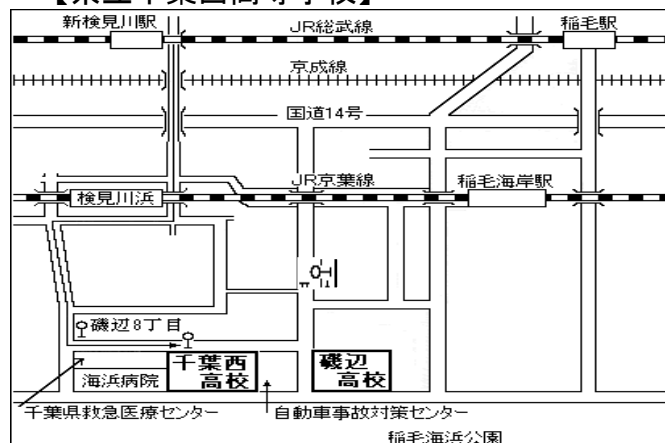 【県立千葉西高等学校】
新検見川駅
JR総武線
稲毛駅
京成線
国道14号
JR京葉線
検見川浜
稲毛海岸駅
磯辺8丁目
千葉西
高校
磯辺
高校
海浜病院
千葉県救急医療センター
自動車事故対策センター
稲毛海浜公園